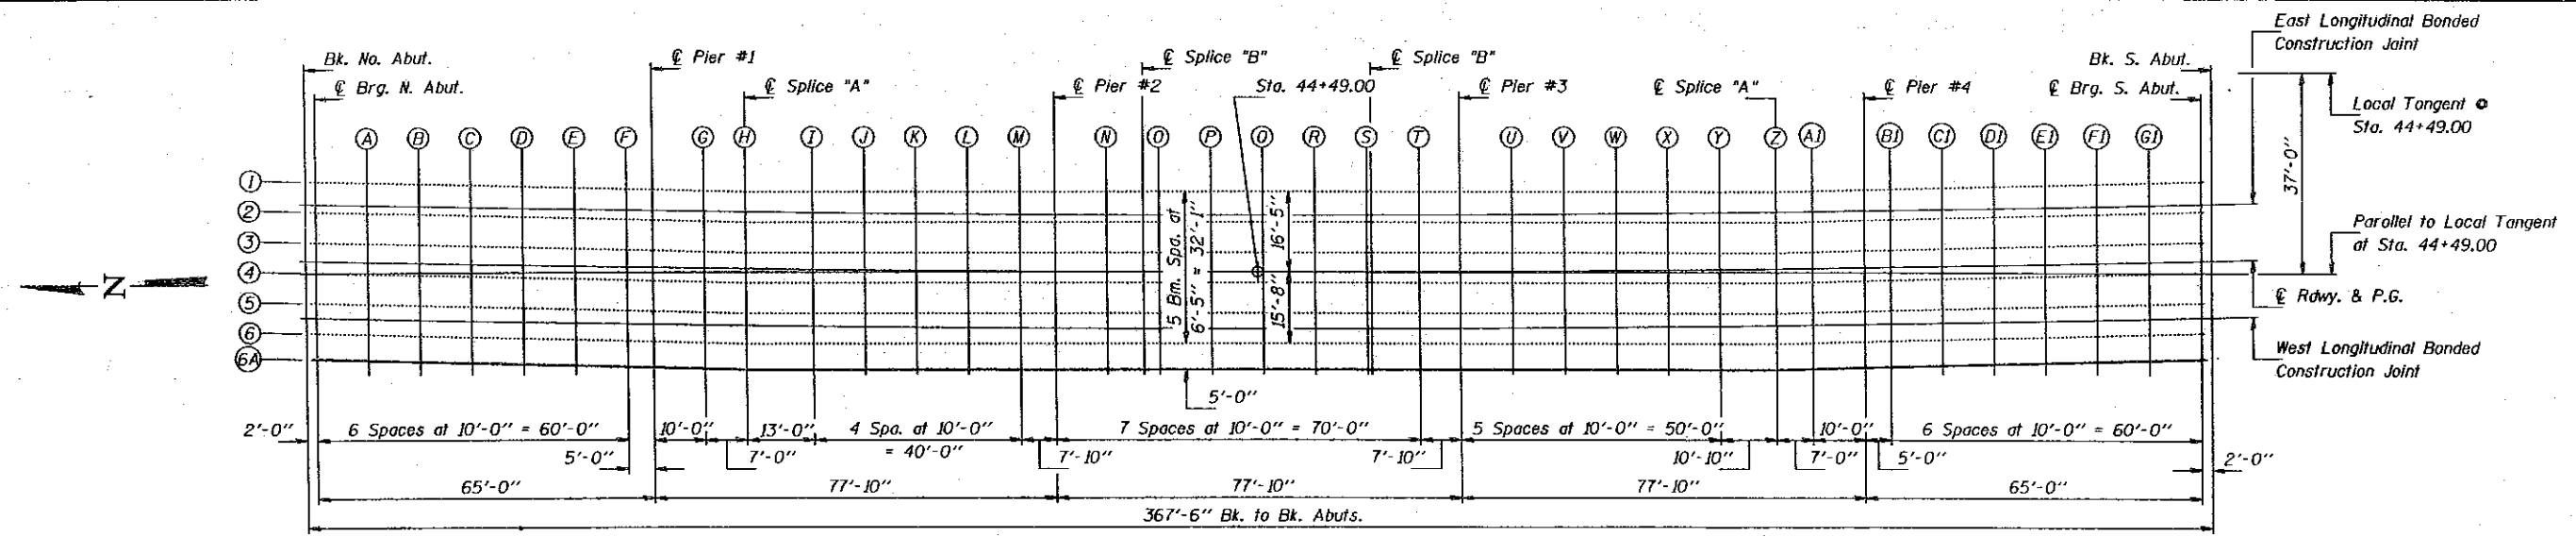 East Longitudinal Bonded
Construction Joint
Bk. No. Abut.
℄ Pier #1
℄ Splice "B"
℄ Splice "B"
Bk. S. Abut.
℄ Brg. N. Abut.
℄ Splice "A"
℄ Pier #2
Sta. 44+49.00
℄ Pier #3
℄ Splice "A"
℄ Pier #4
℄ Brg. S. Abut.
Local Tangent @
Sta. 44+49.00
A B C D E F G H I J K L M N O P Q R S T U V W X Y Z A1 B1 C1 D1 E1 F1 G1
37'-0"
1
2
3
4
5
6
6A
N
5 Bm. Spa. at
6'-5" = 32'-1"
16'-5"
15'-8"
Parallel to Local Tangent
at Sta. 44+49.00
℄ Rdwy. & P.G.
West Longitudinal Bonded
Construction Joint
5'-0"
2'-0"
6 Spaces at 10'-0" = 60'-0"
10'-0"
13'-0"
4 Spa. at 10'-0"
= 40'-0"
7 Spaces at 10'-0" = 70'-0"
5 Spaces at 10'-0" = 50'-0"
10'-0"
6 Spaces at 10'-0" = 60'-0"
5'-0"
7'-0"
7'-10"
7'-10"
10'-10"
7'-0"
5'-0"
2'-0"
65'-0"
77'-10"
77'-10"
77'-10"
65'-0"
367'-6" Bk. to Bk. Abuts.